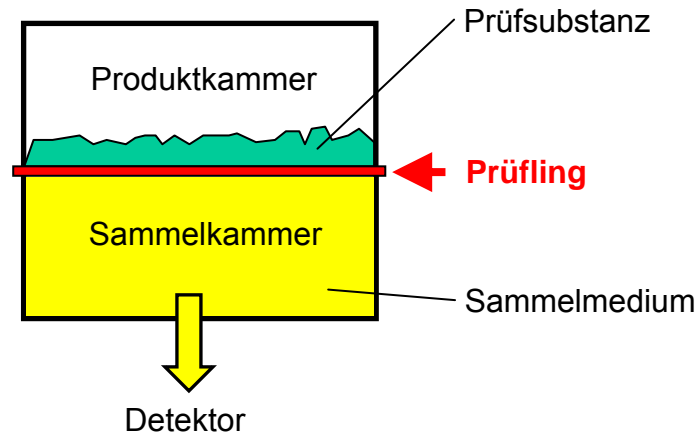 Prüfsubstanz
Produktkammer
Prüfling
Sammelkammer
Sammelmedium
Detektor